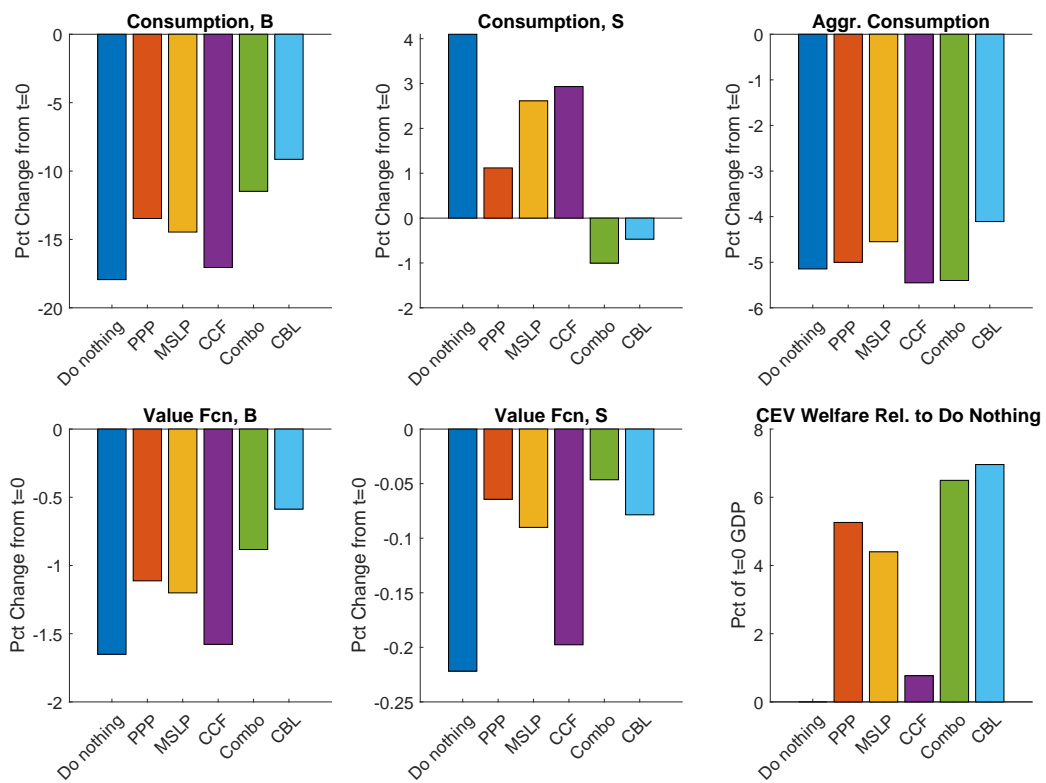 Consumption, B
Pct Change from t=0
0
-5
-10
-15
-20
Do nothing
PPP
MSLP
CCF
Combo
CBL
Consumption, S
Pct Change from t=0
4
3
2
1
0
-1
-2
Do nothing
PPP
MSLP
CCF
Combo
CBL
Aggr. Consumption
Pct Change from t=0
0
-1
-2
-3
-4
-5
-6
Do nothing
PPP
MSLP
CCF
Combo
CBL
Value Fcn, B
Pct Change from t=0
0
-0.5
-1
-1.5
-2
Do nothing
PPP
MSLP
CCF
Combo
CBL
Value Fcn, S
Pct Change from t=0
0
-0.05
-0.1
-0.15
-0.2
-0.25
Do nothing
PPP
MSLP
CCF
Combo
CBL
CEV Welfare Rel. to Do Nothing
Pct of t=0 GDP
8
6
4
2
0
Do nothing
PPP
MSLP
CCF
Combo
CBL